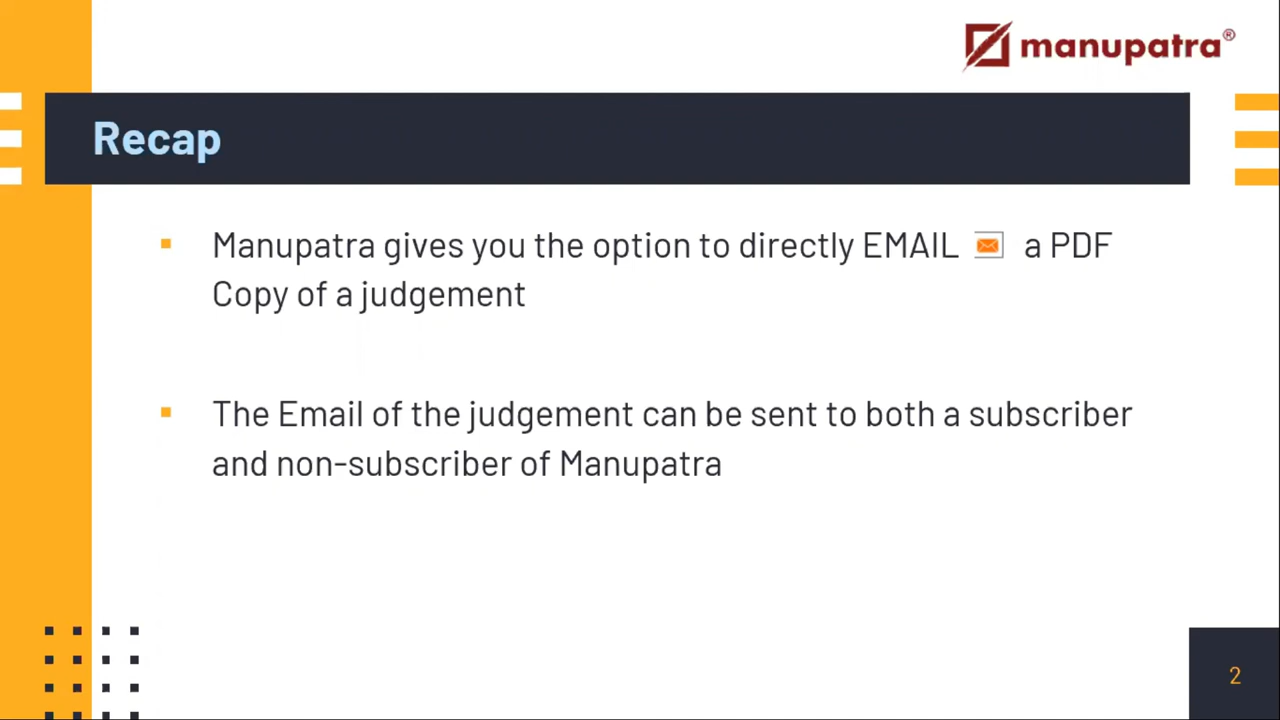 manupatra®
Recap
▪ Manupatra gives you the option to directly EMAIL a PDF
Copy of a judgement
▪ The Email of the judgement can be sent to both a subscriber
and non-subscriber of Manupatra
2